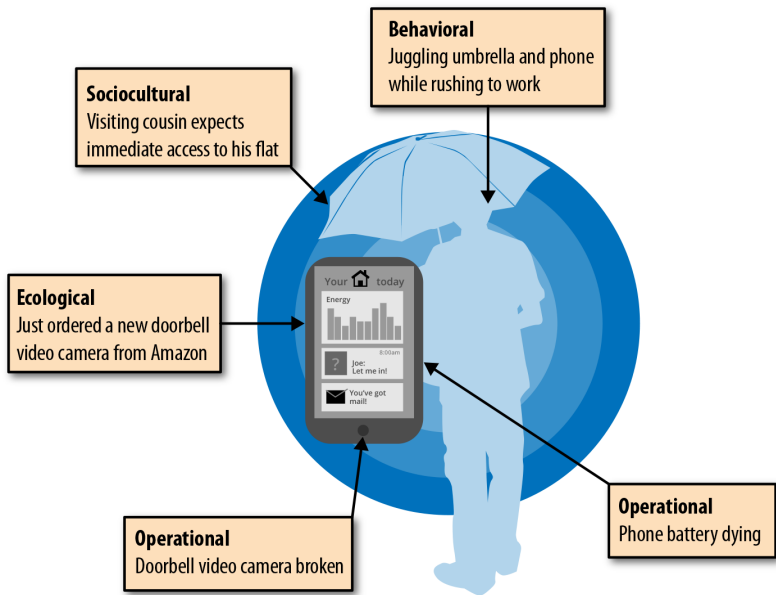 Behavioral
Juggling umbrella and phone
while rushing to work
Sociocultural
Visiting cousin expects
immediate access to his flat
Ecological
Just ordered a new doorbell
video camera from Amazon
Your today
Energy
8:00am
?
Joe:
Let me in!
You've got
mail!
Operational
Phone battery dying
Operational
Doorbell video camera broken